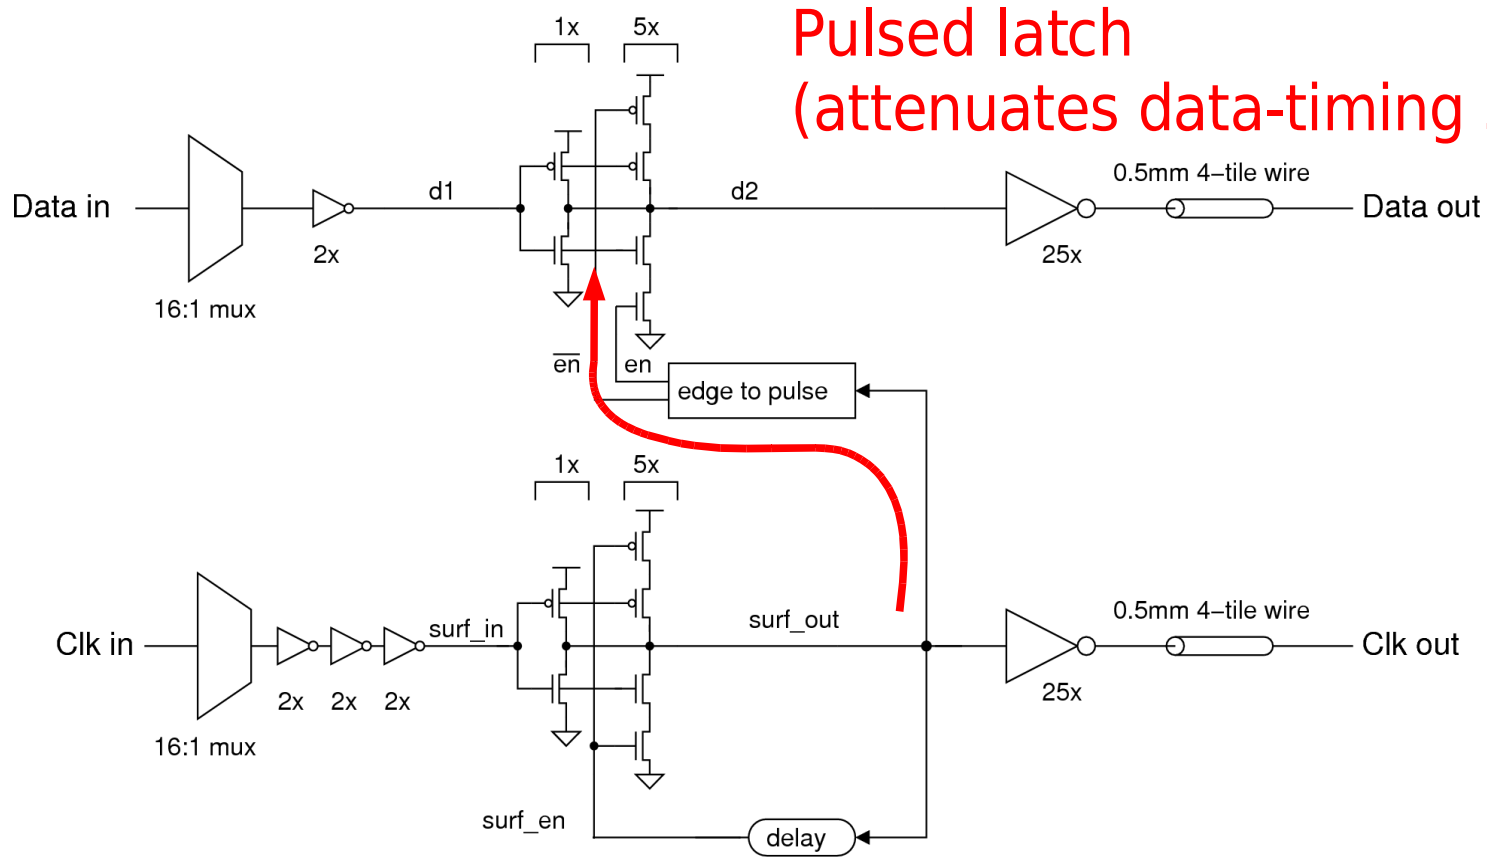 1x
5x
Pulsed latch
(attenuates data-timing
0.5mm 4-tile wire
Data in
d1
d2
Data out
2x
25x
16:1 mux
en
en
edge to pulse
1x
5x
0.5mm 4-tile wire
surf_out
surf_in
Clk in
Clk out
2x
2x
2x
25x
16:1 mux
surf_en
delay